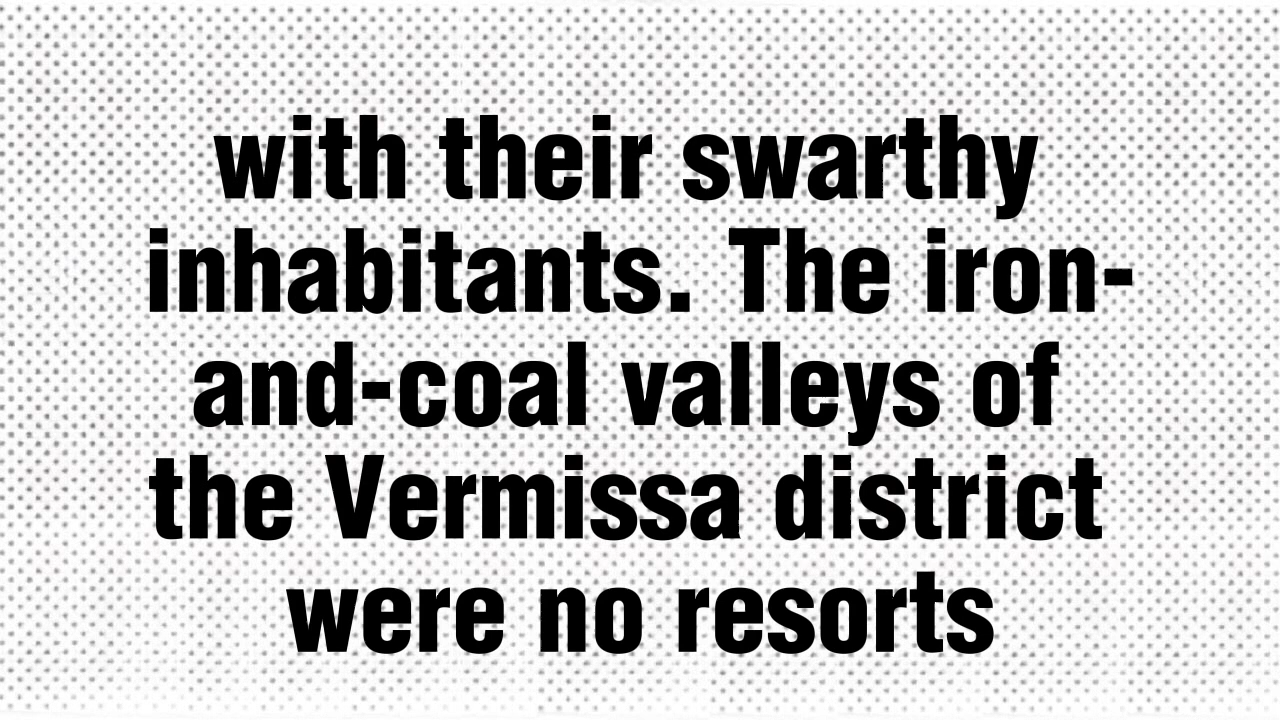 with their swarthy
inhabitants. The iron-
and-coal valleys of
the Vermissa district
were no resorts